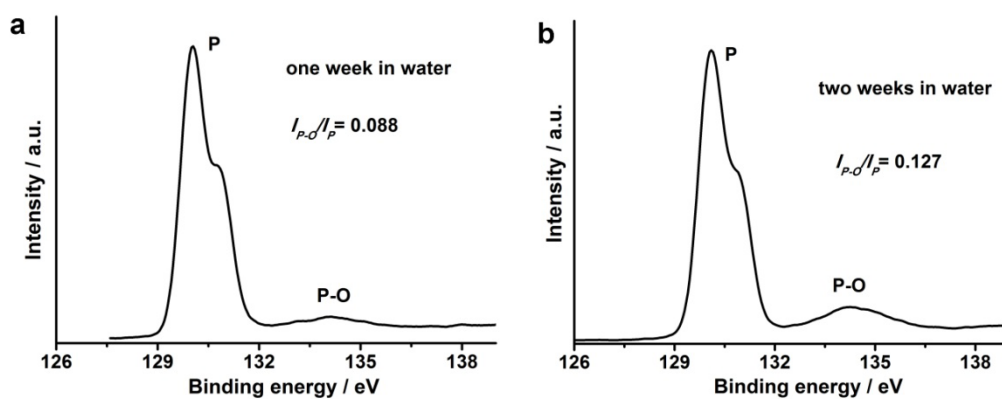 a
P
one week in water
I_P-O/I_P= 0.088
P-O
Intensity / a.u.
126 129 132 135 138
Binding energy / eV
b
P
two weeks in water
I_P-O/I_P= 0.127
P-O
Intensity / a.u.
126 129 132 135 138
Binding energy / eV